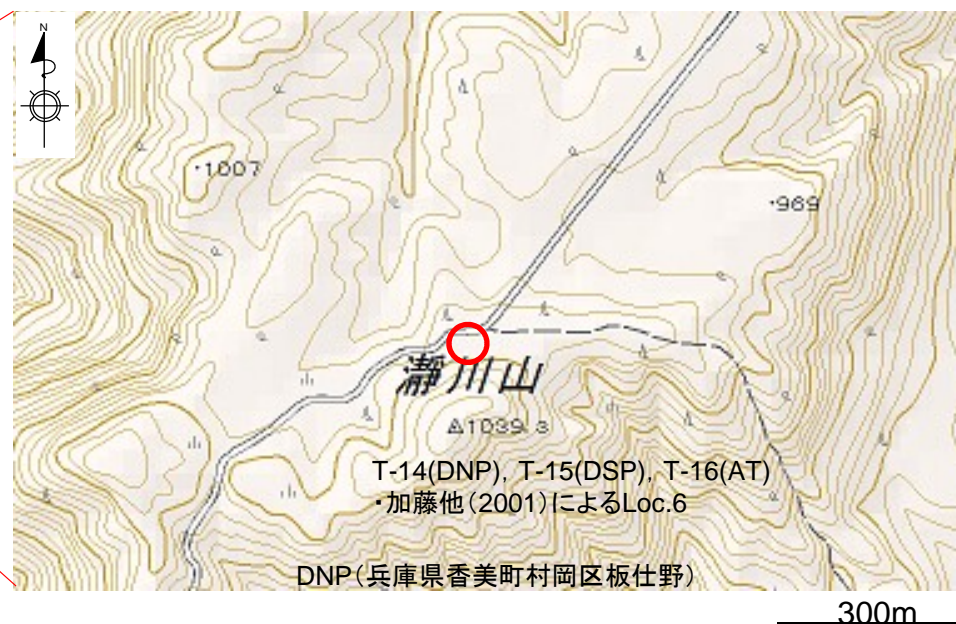 N
・1007
・969
瀞川山
△1039.3
T-14(DNP), T-15(DSP), T-16(AT)
・加藤他(2001)によるLoc.6
DNP(兵庫県香美町村岡区板仕野)
300m